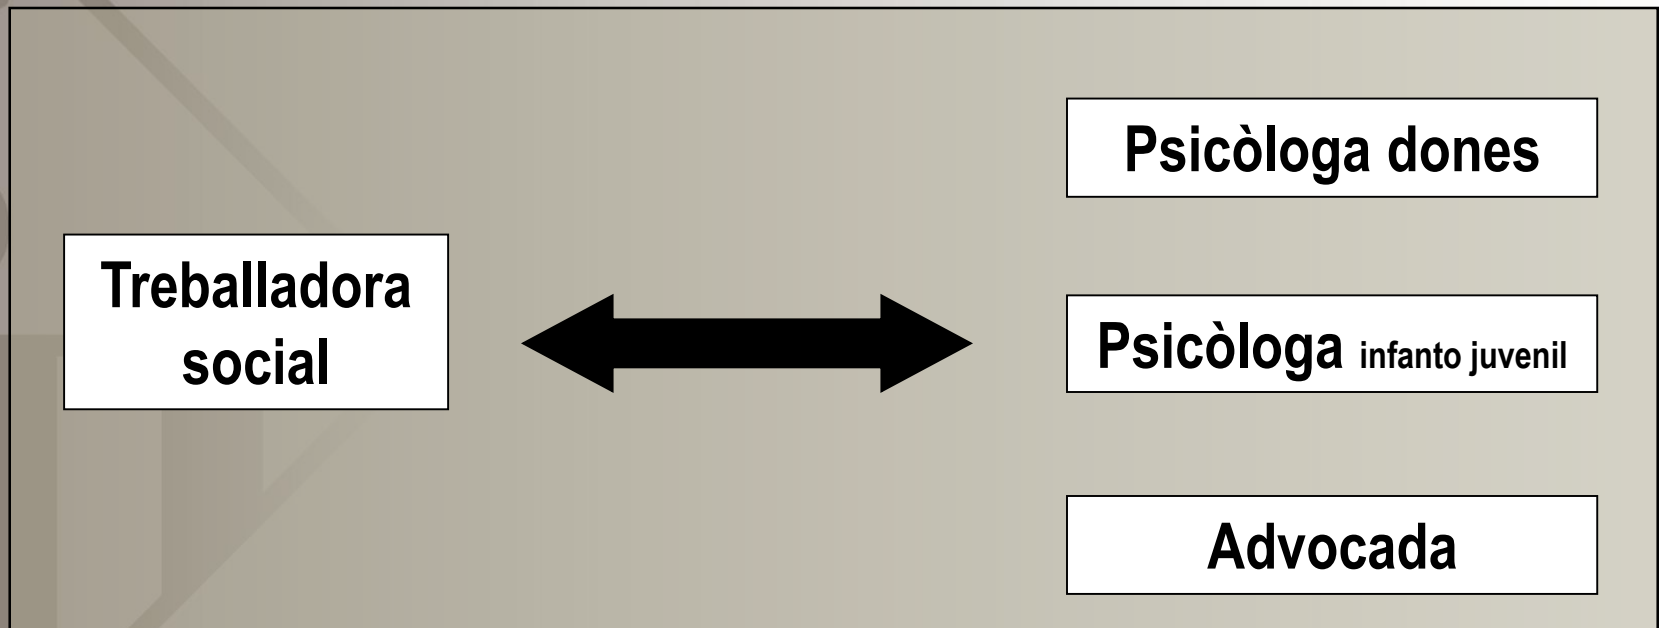 Psicòloga dones
Treballadora
social
Psicòloga infanto juvenil
Advocada